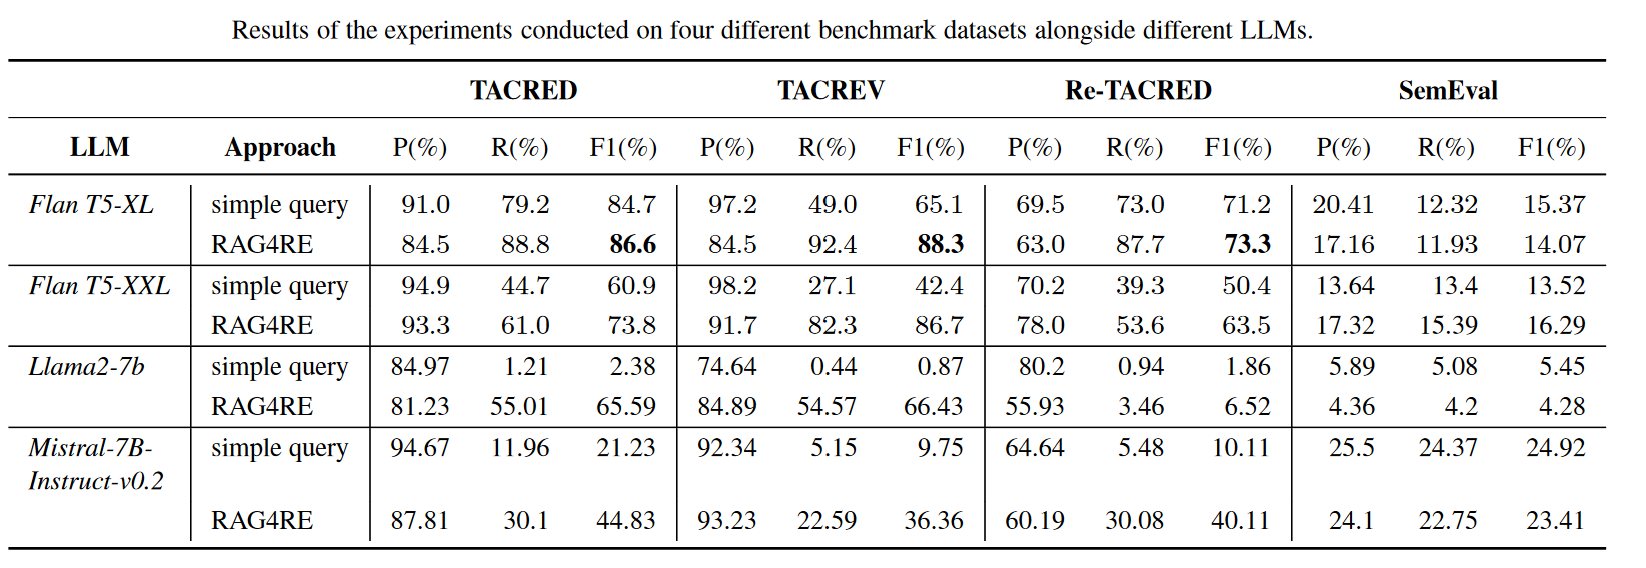 Results of the experiments conducted on four different benchmark datasets alongside different LLMs.
TACRED TACREV Re-TACRED SemEval
LLM Approach P(%) R(%) F1(%) P(%) R(%) F1(%) P(%) R(%) F1(%) P(%) R(%) F1(%)
Flan T5-XL simple query 91.0 79.2 84.7 97.2 49.0 65.1 69.5 73.0 71.2 20.41 12.32 15.37
RAG4RE 84.5 88.8 86.6 84.5 92.4 88.3 63.0 87.7 73.3 17.16 11.93 14.07
Flan T5-XXL simple query 94.9 44.7 60.9 98.2 27.1 42.4 70.2 39.3 50.4 13.64 13.4 13.52
RAG4RE 93.3 61.0 73.8 91.7 82.3 86.7 78.0 53.6 63.5 17.32 15.39 16.29
Llama2-7b simple query 84.97 1.21 2.38 74.64 0.44 0.87 80.2 0.94 1.86 5.89 5.08 5.45
RAG4RE 81.23 55.01 65.59 84.89 54.57 66.43 55.93 3.46 6.52 4.36 4.2 4.28
Mistral-7B- simple query 94.67 11.96 21.23 92.34 5.15 9.75 64.64 5.48 10.11 25.5 24.37 24.92
Instruct-v0.2
RAG4RE 87.81 30.1 44.83 93.23 22.59 36.36 60.19 30.08 40.11 24.1 22.75 23.41